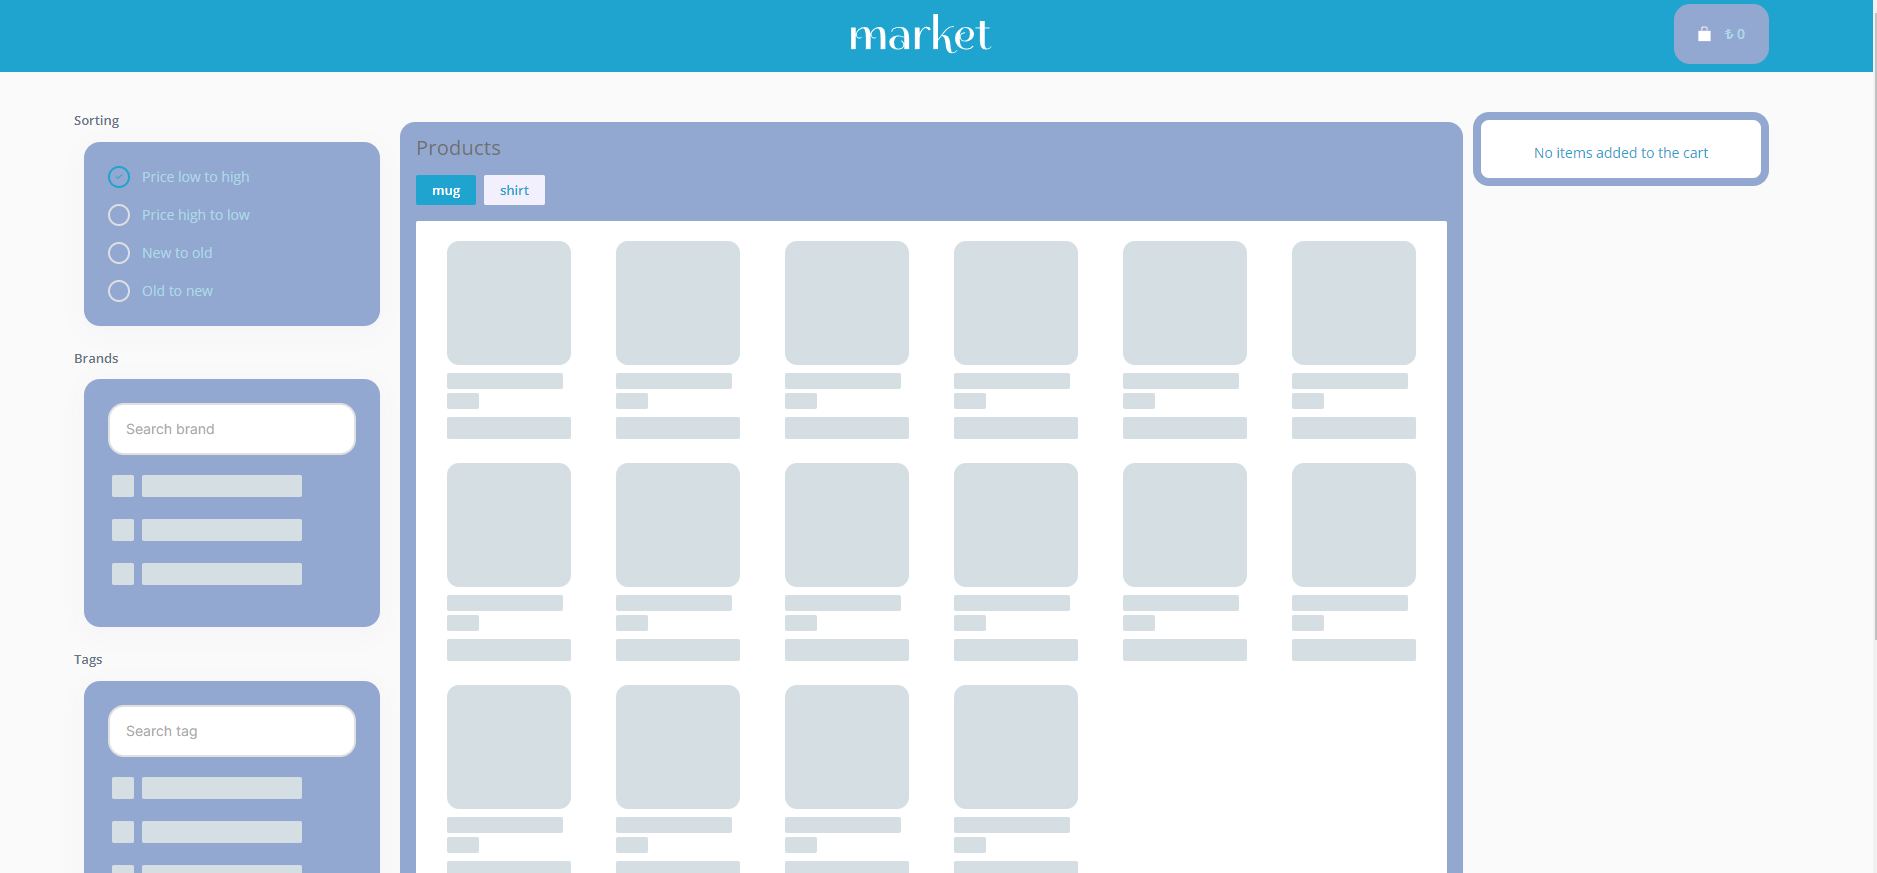 market
₺ 0
Sorting
Price low to high
Price high to low
New to old
Old to new
Brands
Search brand
Tags
Search tag
Products
mug
shirt
No items added to the cart